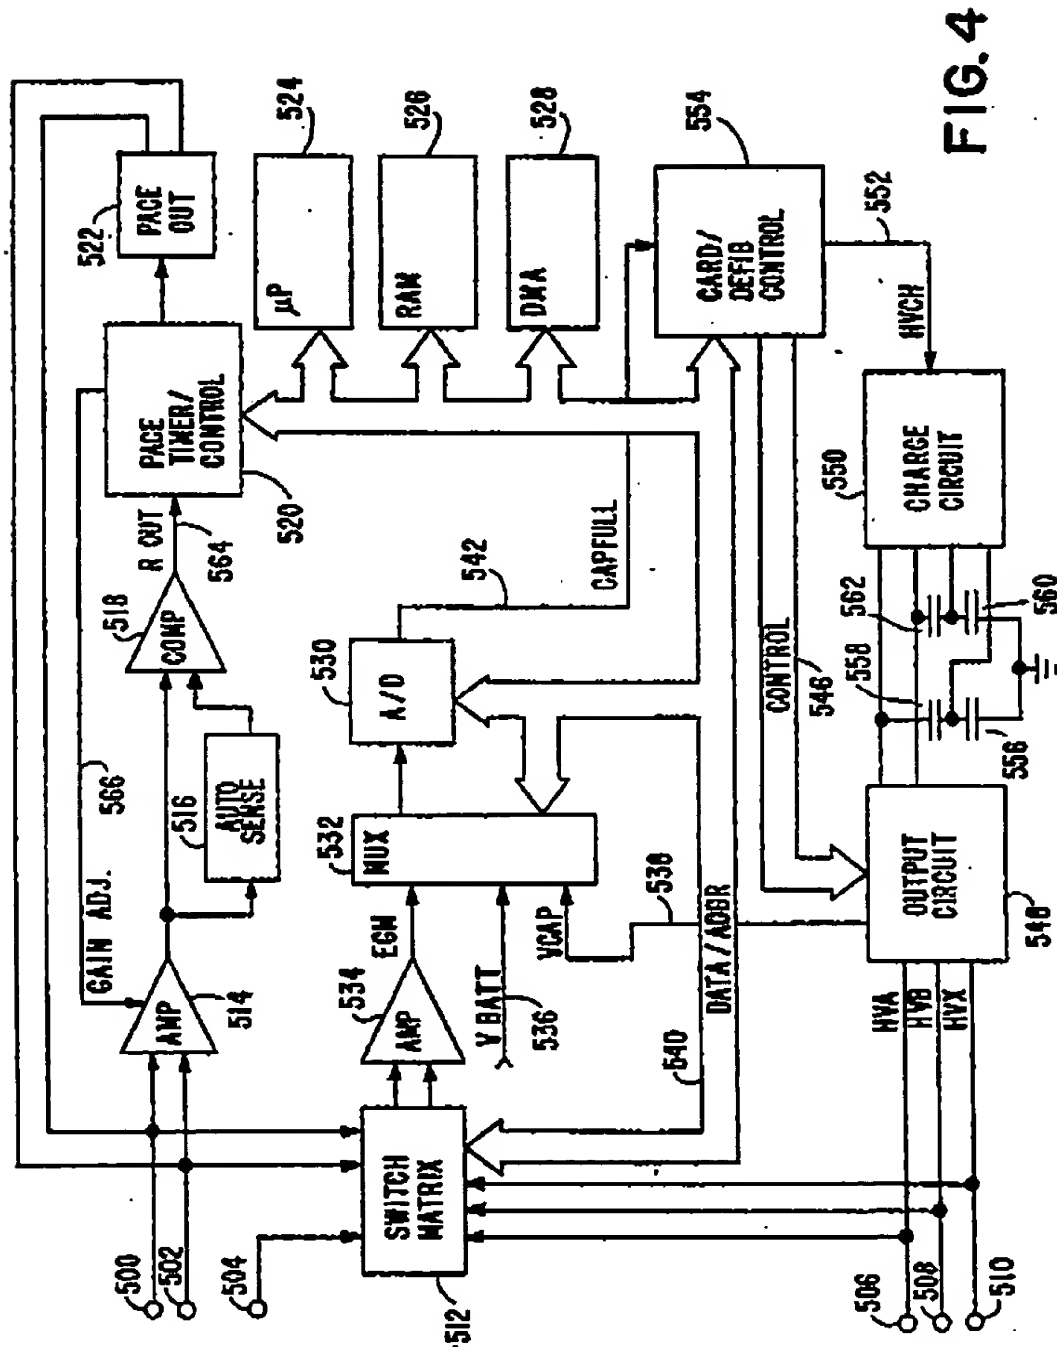 500
502
504
506
508
510
512
SWITCH
MATRIX
GAIN ADJ.
566
AMP
514
516
AUTO
SENSE
518
COMP
R OUT
564
PACE
TIMER/
CONTROL
520
522
PACE
OUT
534
AMP
EGM
V BATT
536
VCAP
538
532
MUX
530
A/D
542
CAPFULL
μP
524
RAM
526
DMA
528
540
DATA/ADDR
CONTROL
546
CARD/
DEFIB
CONTROL
554
HVCH
552
HVA
HVB
HVX
OUTPUT
CIRCUIT
548
556
558
562
560
550
CHARGE
CIRCUIT
FIG. 4